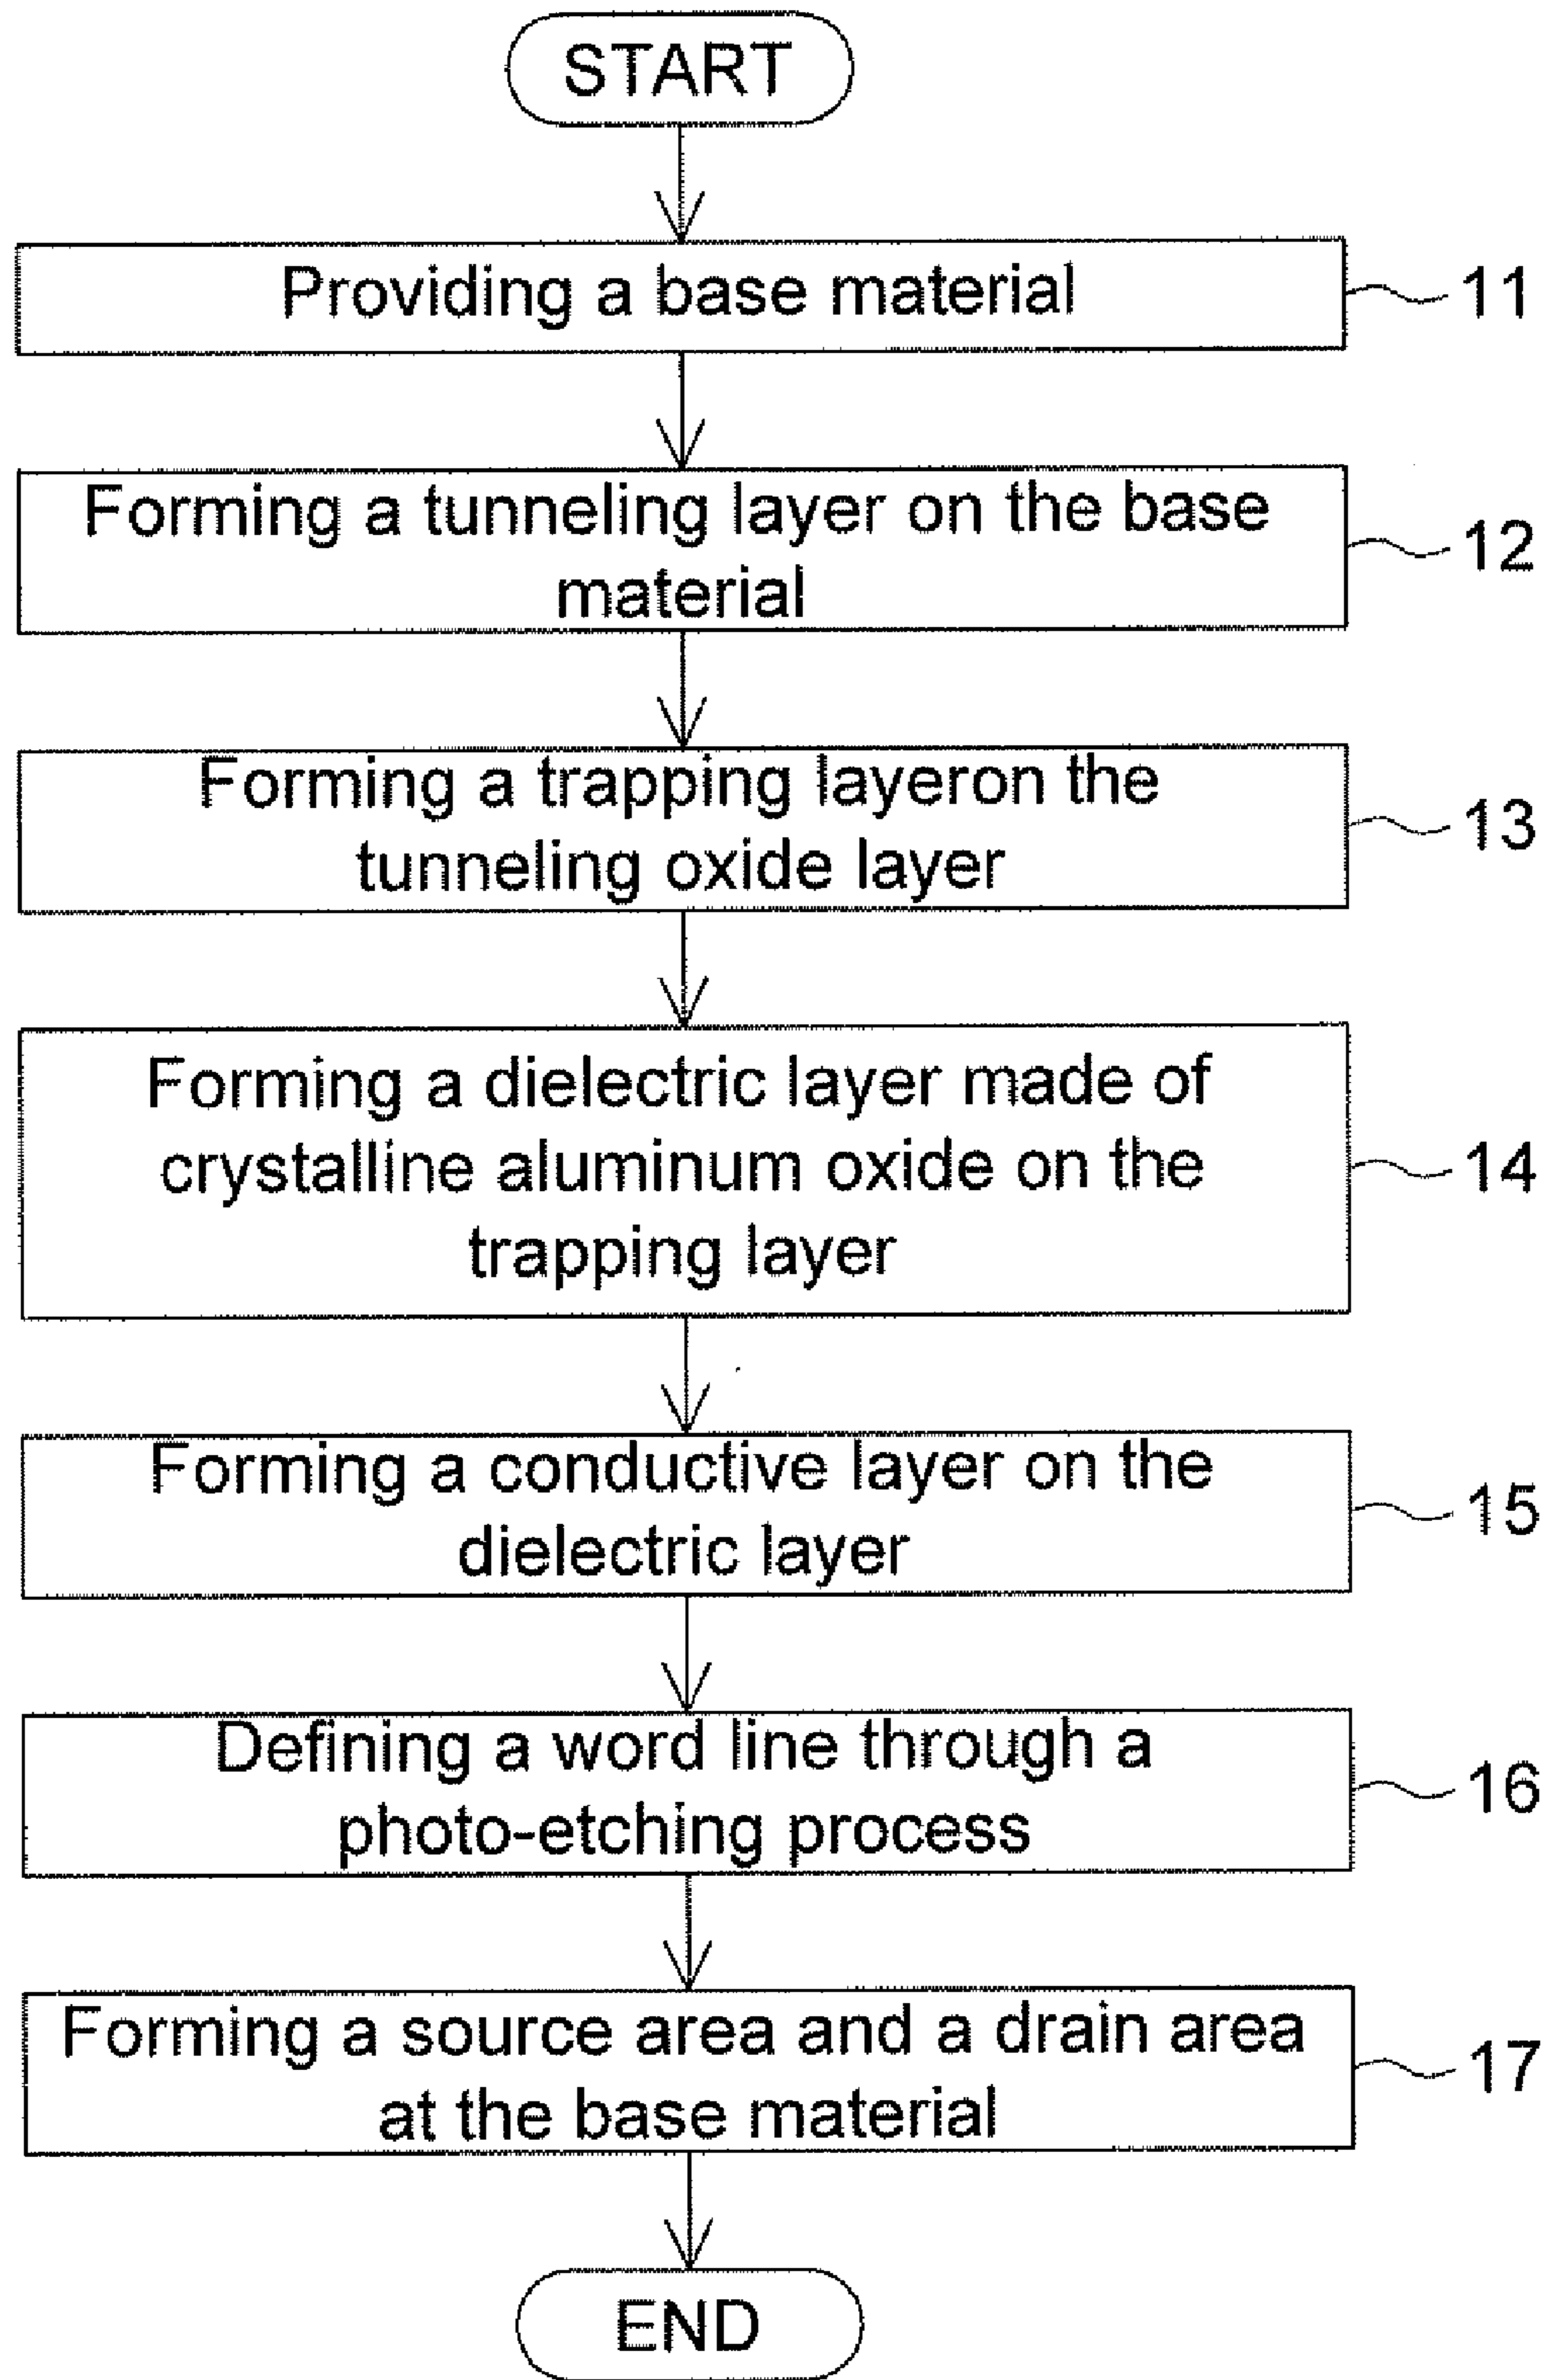 START
Providing a base material
11
Forming a tunneling layer on the base
material
12
Forming a trapping layeron the
tunneling oxide layer
13
Forming a dielectric layer made of
crystalline aluminum oxide on the
trapping layer
14
Forming a conductive layer on the
dielectric layer
15
Defining a word line through a
photo-etching process
16
Forming a source area and a drain area
at the base material
17
END